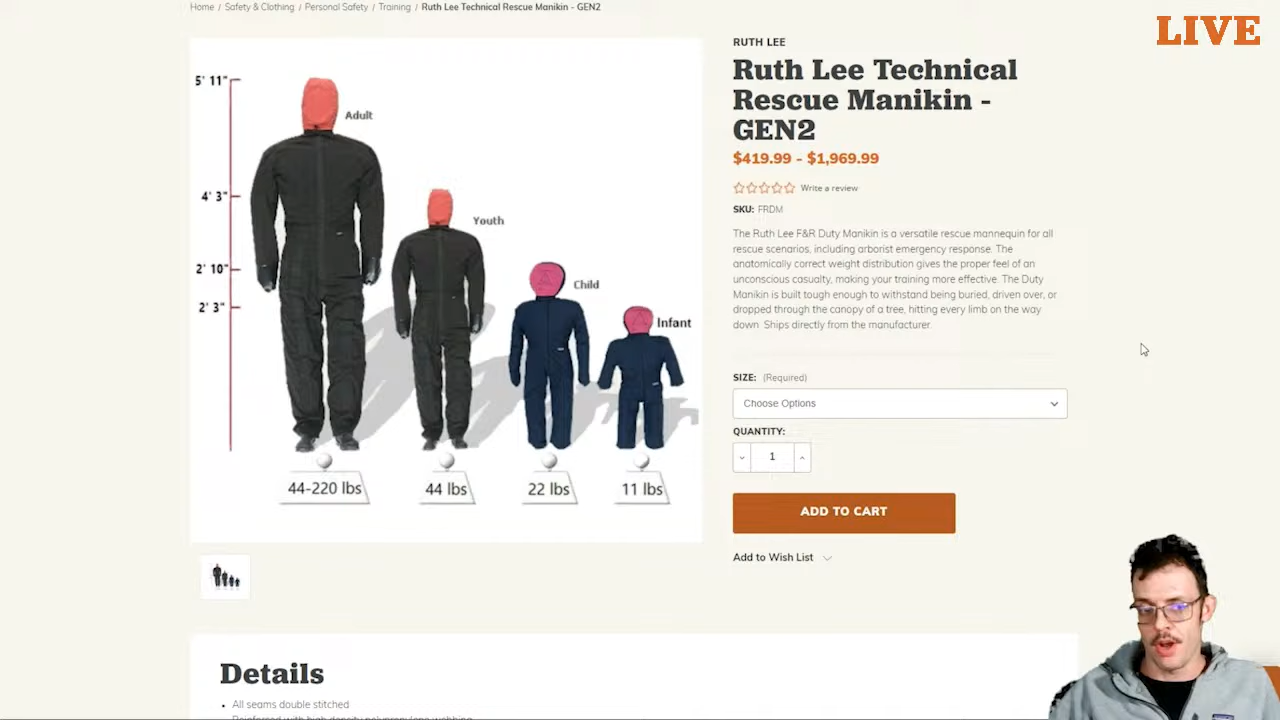 Home / Safety & Clothing / Personal Safety / Training / Ruth Lee Technical Rescue Manikin - GEN2
LIVE
5' 11"
Adult
4' 3"
Youth
2' 10"
Child
2' 3"
Infant
44-220 lbs
44 lbs
22 lbs
11 lbs
RUTH LEE
Ruth Lee Technical
Rescue Manikin -
GEN2
$419.99 - $1,969.99
Write a review
SKU: FRDM
The Ruth Lee F&R Duty Manikin is a versatile rescue mannequin for all
rescue scenarios, including arborist emergency response. The
anatomically correct weight distribution gives the proper feel of an
unconscious casualty, making your training more effective. The Duty
Manikin is built tough enough to withstand being buried, driven over, or
dropped through the canopy of a tree, hitting every limb on the way
down. Ships directly from the manufacturer.
SIZE: (Required)
Choose Options
QUANTITY:
1
ADD TO CART
Add to Wish List
Details
• All seams double stitched
Reinforced with high density polypropylene webbing